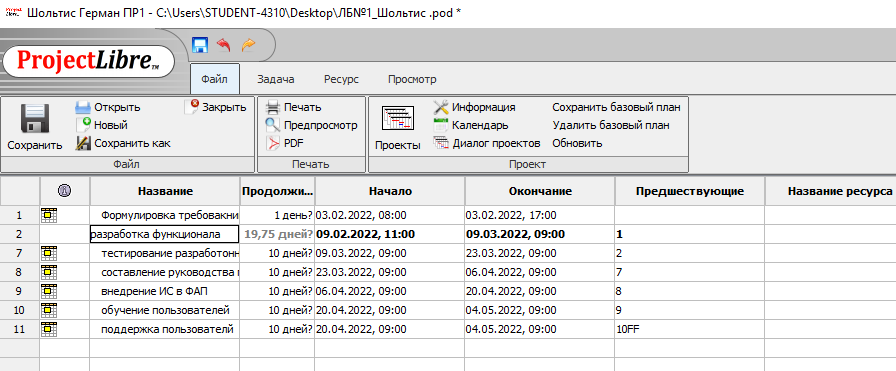 Шольтис Герман ПР1 - C:\Users\STUDENT-4310\Desktop\ЛБ№1_Шольтис .pod *
ProjectLibre™
Файл Задача Ресурс Просмотр
Сохранить Открыть Новый Сохранить как Закрыть
Файл
Печать Предпросмотр PDF
Печать
Проекты Информация Календарь Диалог проектов Сохранить базовый план Удалить базовый план Обновить
Проект
Название Продолжи... Начало Окончание Предшествующие Название ресурса
1 Формулировка требовакни 1 день? 03.02.2022, 08:00 03.02.2022, 17:00
2 разработка функционала 19,75 дней? 09.02.2022, 11:00 09.03.2022, 09:00 1
7 тестирование разработонн 10 дней? 09.03.2022, 09:00 23.03.2022, 09:00 2
8 составление руководства 10 дней? 23.03.2022, 09:00 06.04.2022, 09:00 7
9 внедрение ИС в ФАП 10 дней? 06.04.2022, 09:00 20.04.2022, 09:00 8
10 обучение пользователей 10 дней? 20.04.2022, 09:00 04.05.2022, 09:00 9
11 поддержка пользователй 10 дней? 20.04.2022, 09:00 04.05.2022, 09:00 10FF